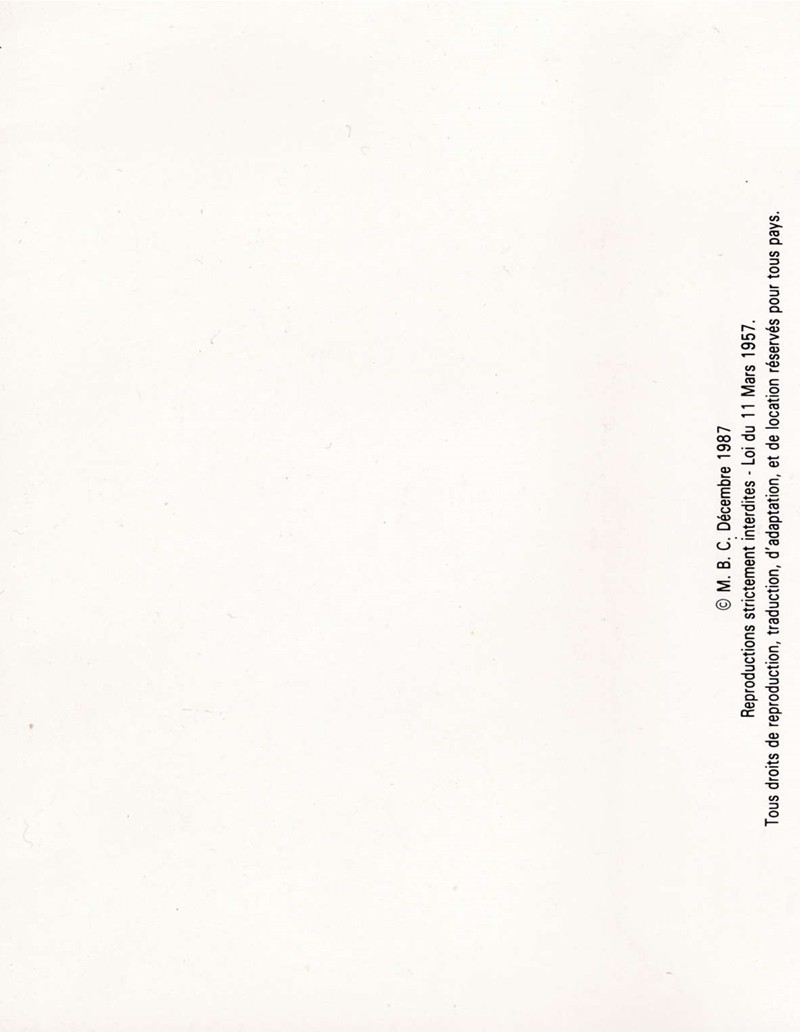 © M. B. C. Décembre 1987
Reproductions strictement interdites - Loi du 11 Mars 1957.
Tous droits de reproduction, traduction, d'adaptation, et de location réservés pour tous pays.